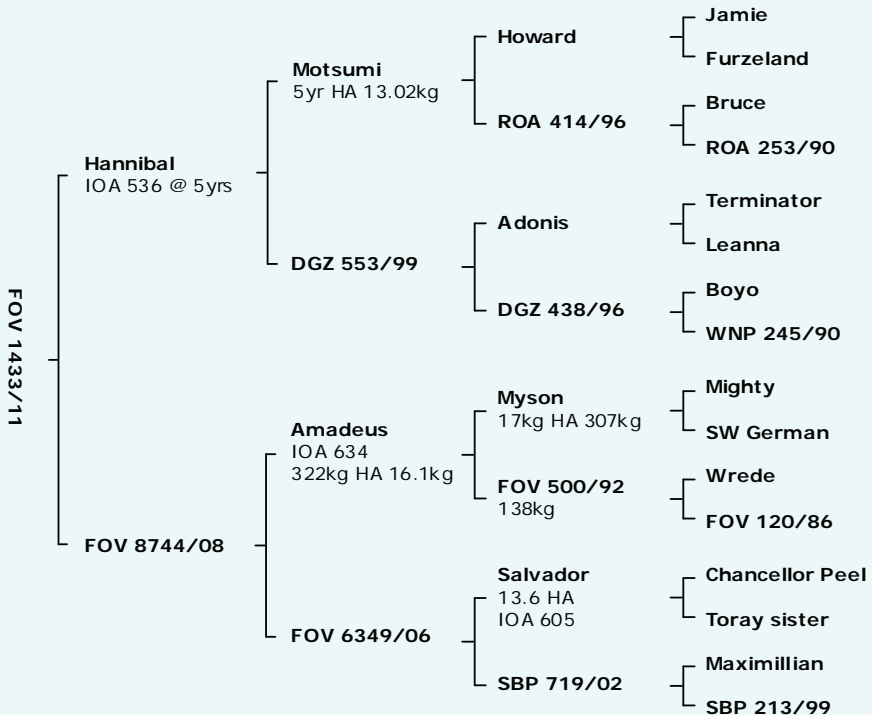 FOV 1433/11
Hannibal
IOA 536 @ 5yrs
FOV 8744/08
Motsumi
5yr HA 13.02kg
DGZ 553/99
Amadeus
IOA 634
322kg HA 16.1kg
FOV 6349/06
Howard
ROA 414/96
Adonis
DGZ 438/96
Myson
17kg HA 307kg
FOV 500/92
138kg
Salvador
13.6 HA
IOA 605
SBP 719/02
Jamie
Furzeland
Bruce
ROA 253/90
Terminator
Leanna
Boyo
WNP 245/90
Mighty
SW German
Wrede
FOV 120/86
Chancellor Peel
Toray sister
Maximillian
SBP 213/99